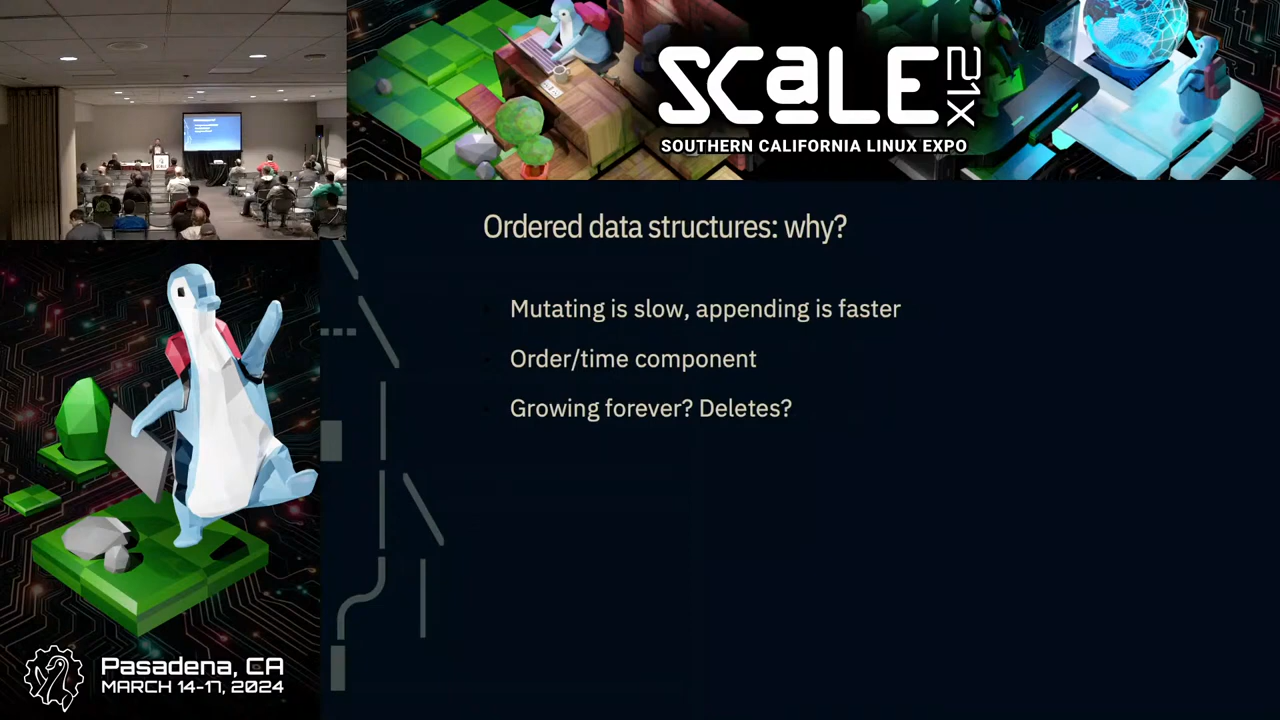 SCaLE 21X
SOUTHERN CALIFORNIA LINUX EXPO
Ordered data structures: why?
Mutating is slow, appending is faster
Order/time component
Growing forever? Deletes?
Pasadena, CA
MARCH 14-17, 2024